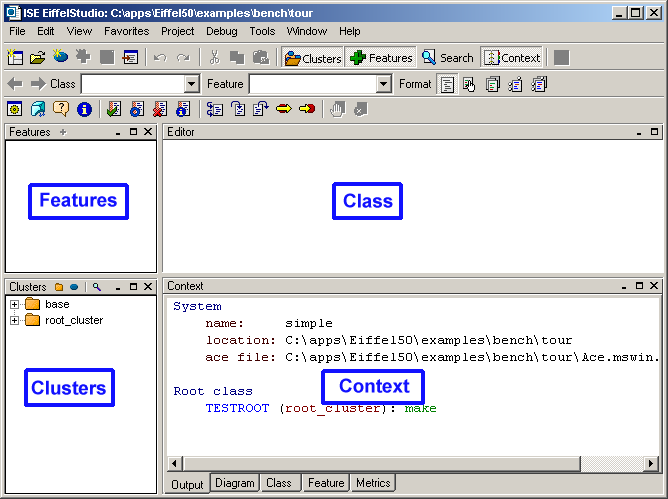 ISE EiffelStudio: C:\apps\Eiffel50\examples\bench\tour
File Edit View Favorites Project Debug Tools Window Help
Clusters Features Search Context
Class Feature Format
Features
Editor
Features
Class
Clusters
Context
base
root_cluster
Clusters
System
name: simple
location: C:\apps\Eiffel50\examples\bench\tour
ace file: C:\apps\Eiffel50\examples\bench\tour\Ace.mswin.
Context
Root class
TESTROOT (root_cluster): make
Output Diagram Class Feature Metrics